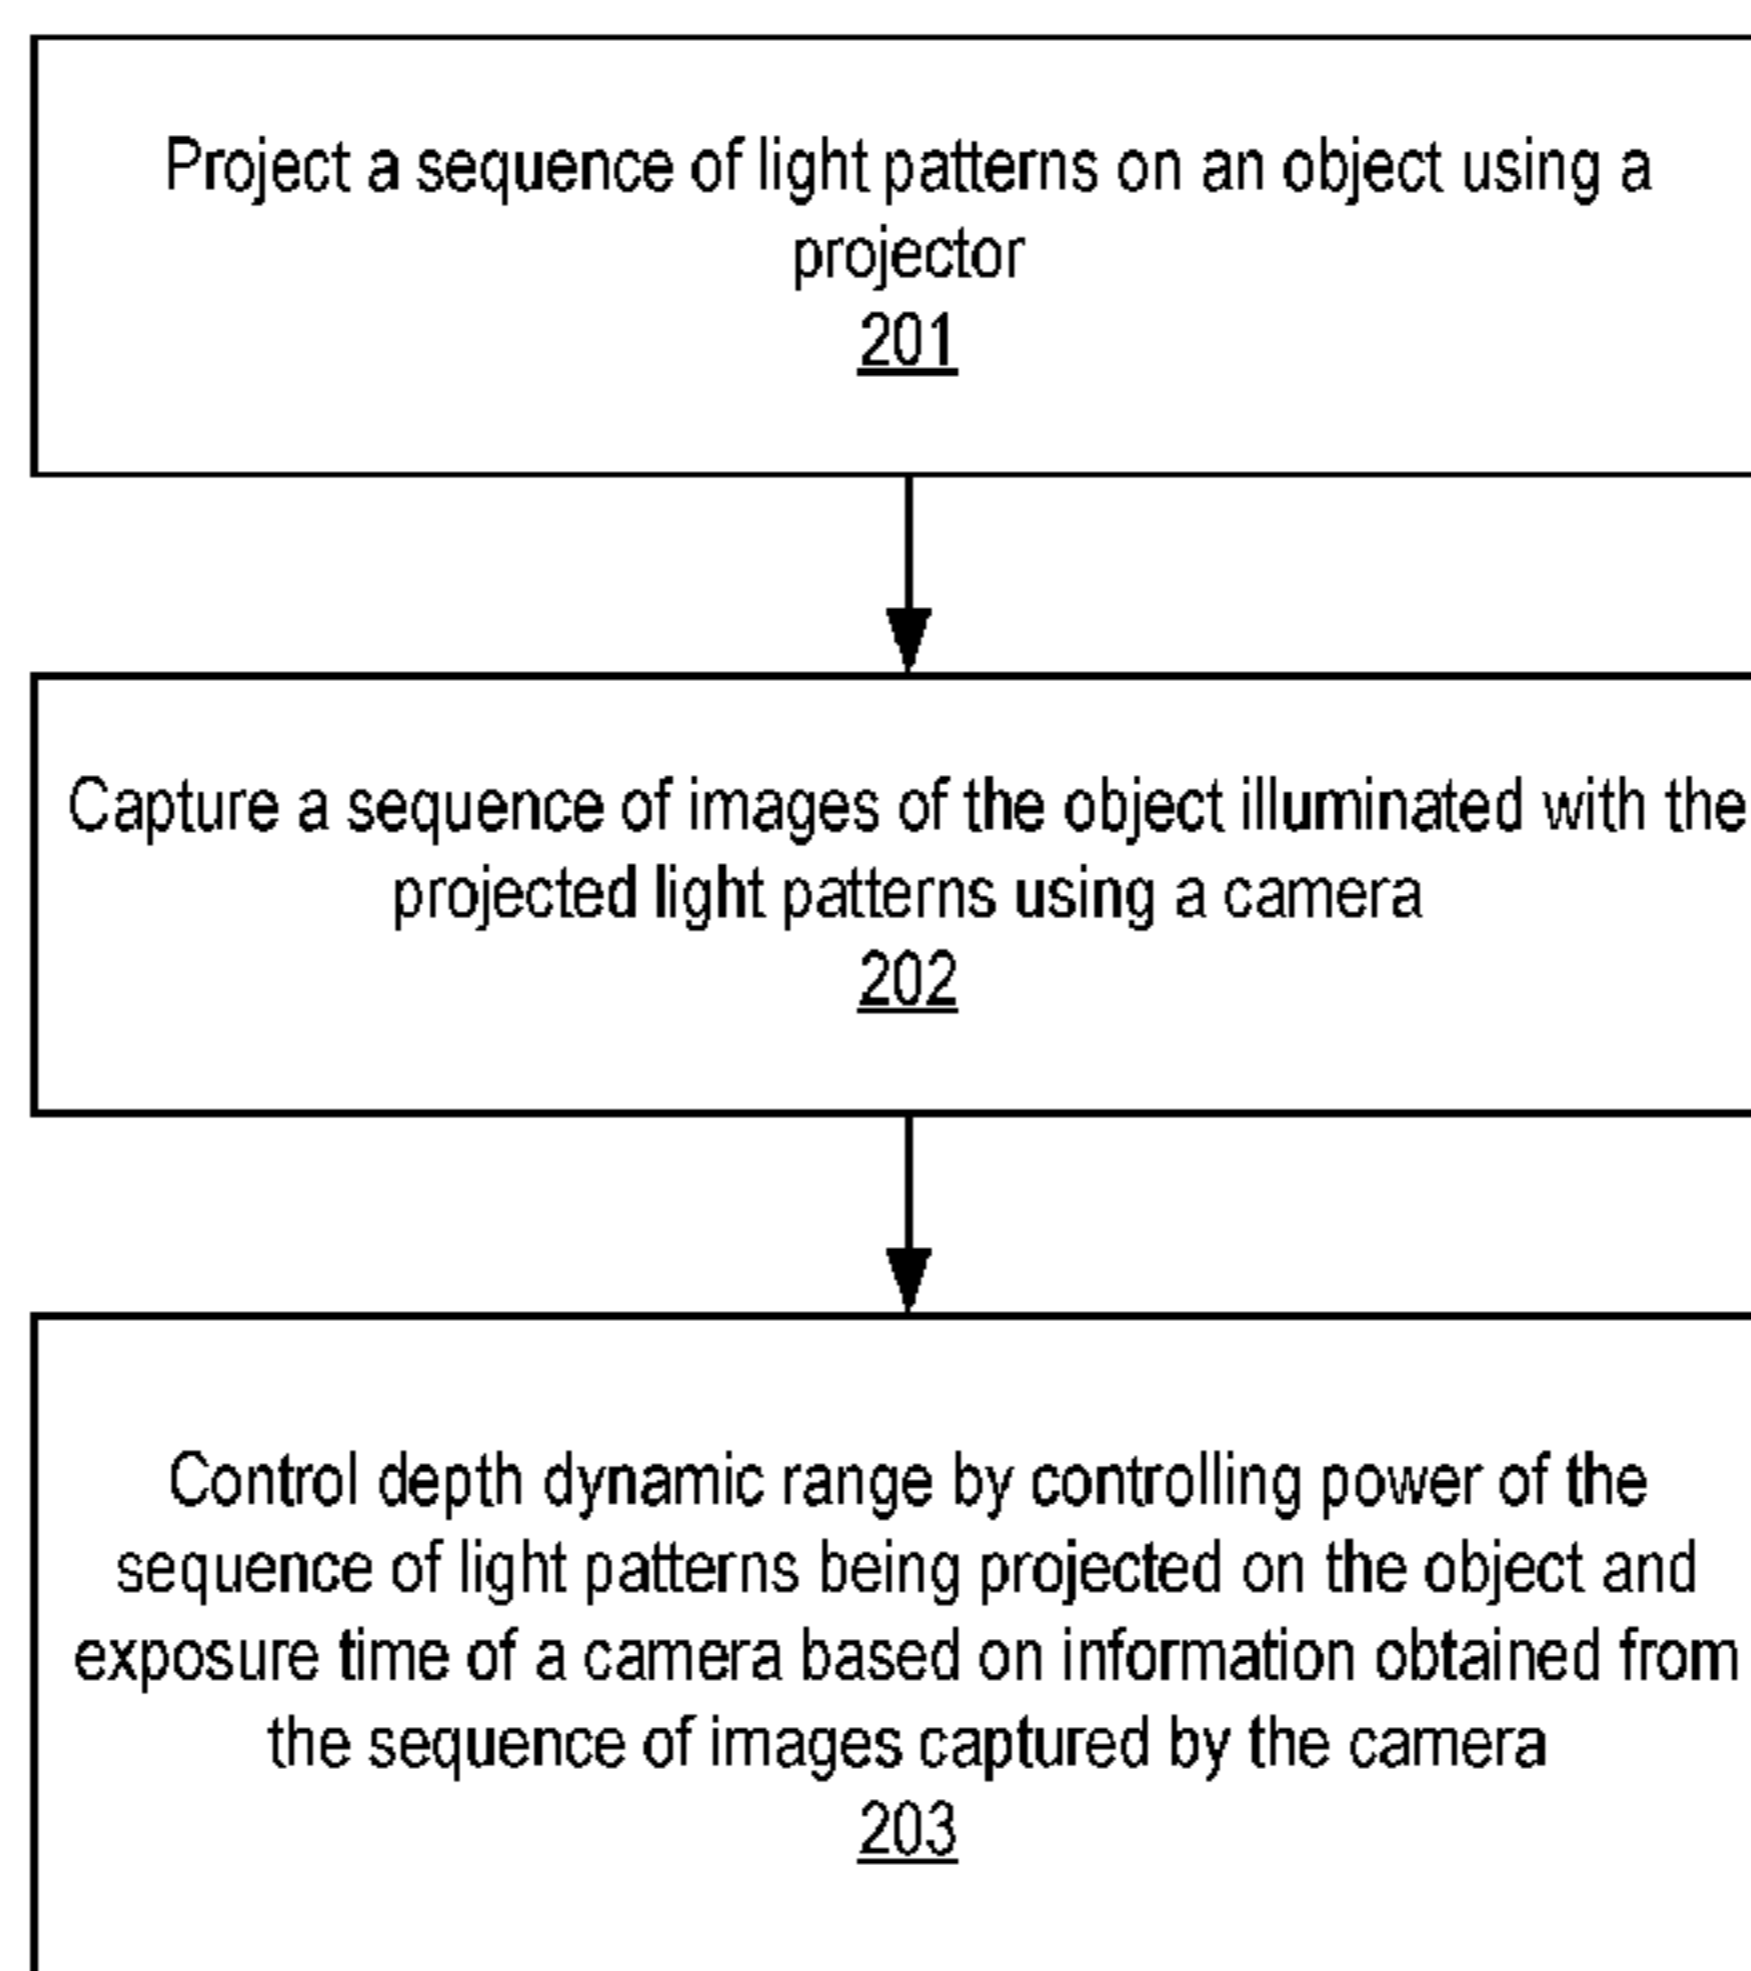 Project a sequence of light patterns on an object using a
projector
201
Capture a sequence of images of the object illuminated with the
projected light patterns using a camera
202
Control depth dynamic range by controlling power of the
sequence of light patterns being projected on the object and
exposure time of a camera based on information obtained from
the sequence of images captured by the camera
203